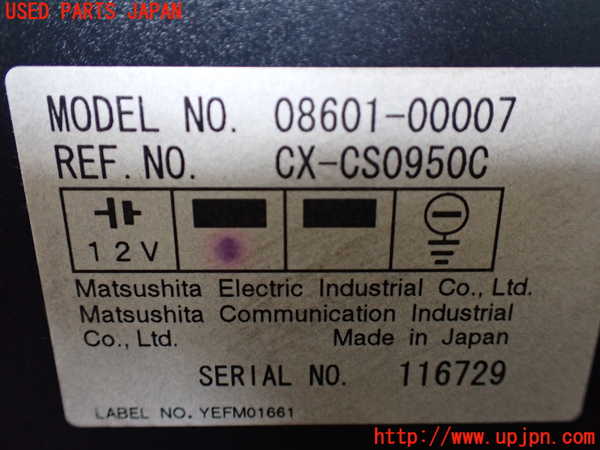 USED PARTS JAPAN
MODEL NO. 08601-00007
REF.NO. CX-CS0950C
12V
Matsushita Electric Industrial Co., Ltd.
Matsushita Communication Industrial
Co., Ltd. Made in Japan
SERIAL NO. 116729
LABEL NO. YEFM01661
http://www.upjpn.com/